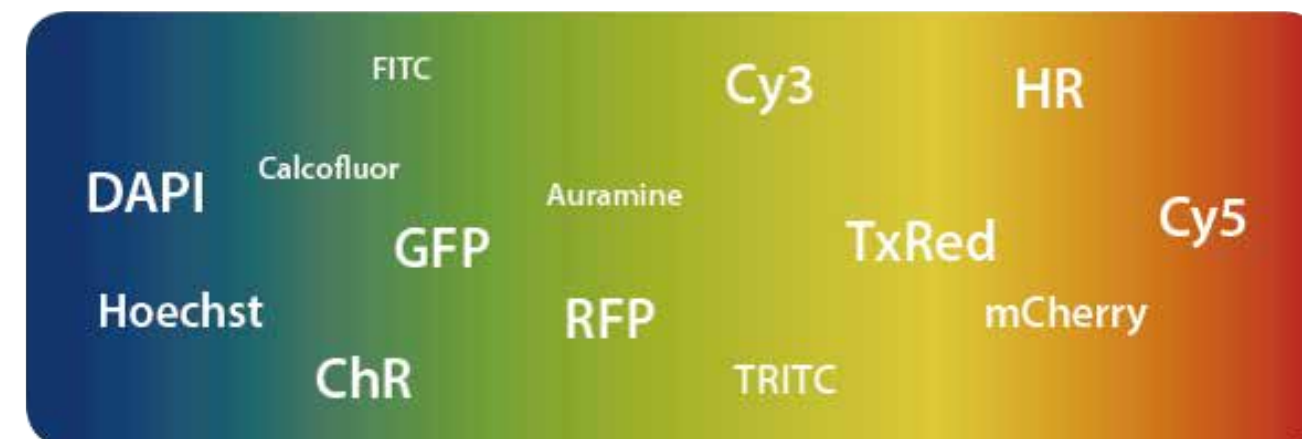 FITC
Cy3
HR
Calcofluor
DAPI
Auramine
Cy5
GFP
TxRed
Hoechst
RFP
mCherry
ChR
TRITC